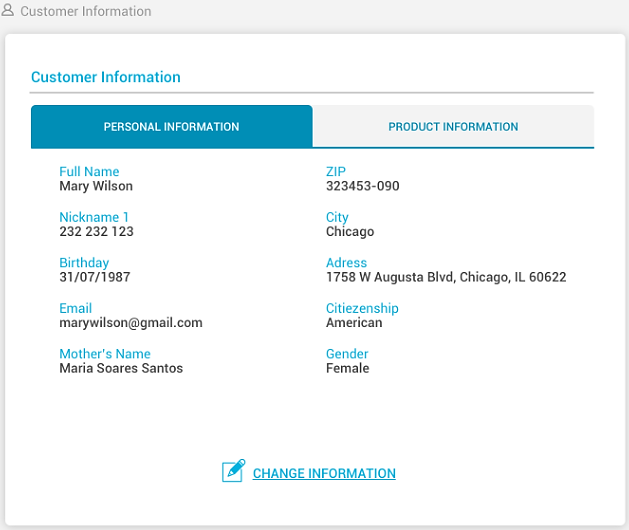 Customer Information
Customer Information
PERSONAL INFORMATION
PRODUCT INFORMATION
Full Name
Mary Wilson
ZIP
323453-090
Nickname 1
232 232 123
City
Chicago
Birthday
31/07/1987
Adress
1758 W Augusta Blvd, Chicago, IL 60622
Email
marywilson@gmail.com
Citiezenship
American
Mother's Name
Maria Soares Santos
Gender
Female
CHANGE INFORMATION